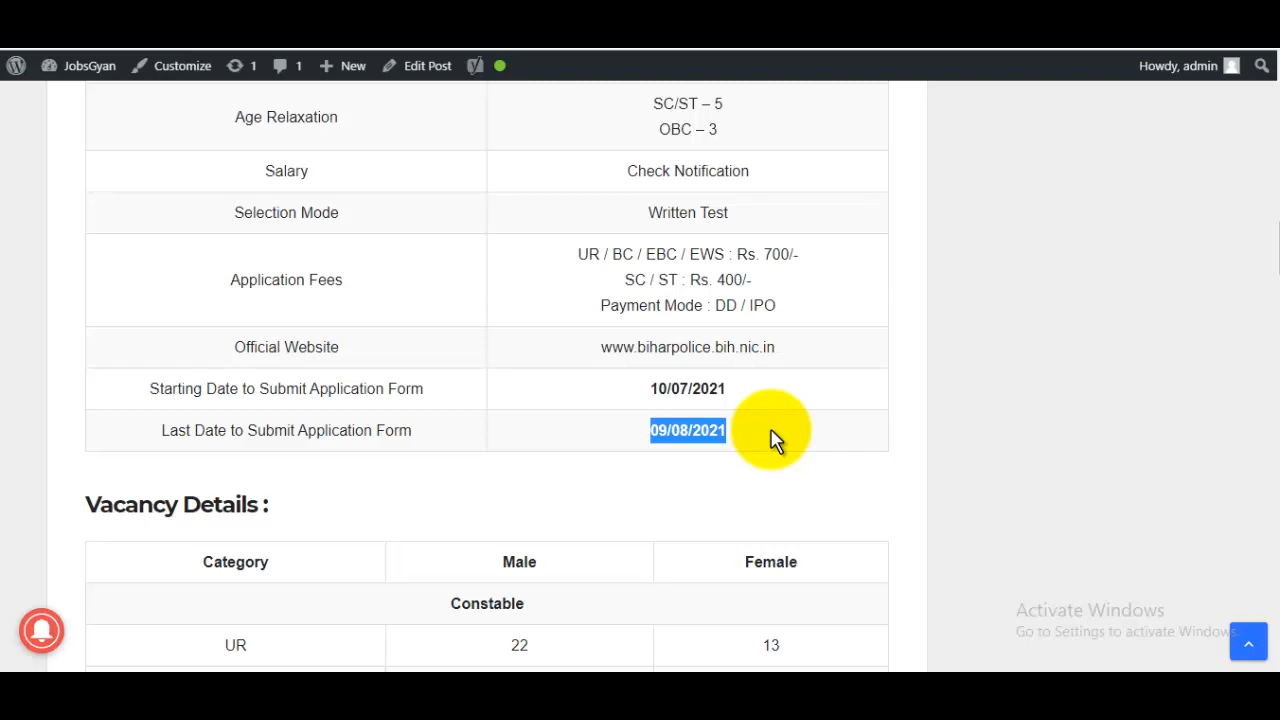 JobsGyan Customize 1 1 New Edit Post Howdy, admin
Age Relaxation
SC/ST – 5
OBC – 3
Salary
Check Notification
Selection Mode
Written Test
Application Fees
UR / BC / EBC / EWS : Rs. 700/-
SC / ST : Rs. 400/-
Payment Mode : DD / IPO
Official Website
www.biharpolice.bih.nic.in
Starting Date to Submit Application Form
10/07/2021
Last Date to Submit Application Form
09/08/2021
Vacancy Details :
Category Male Female
Constable
UR 22 13
Activate Windows
Go to Settings to activate Windows.